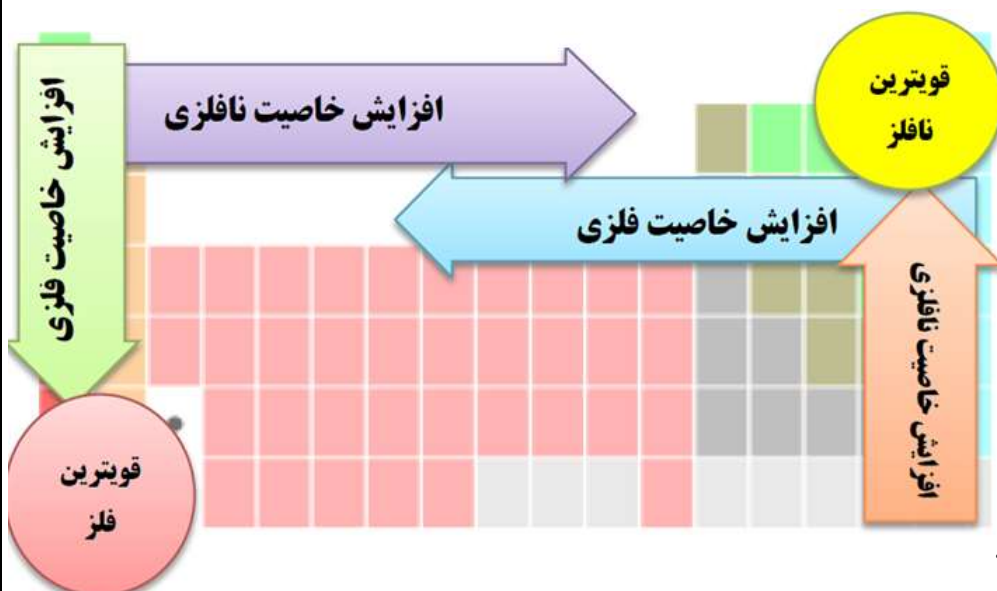 افزایش خاصیت نافلزی
قویترین
نافلز
افزایش خاصیت فلزی
افزایش خاصیت فلزی
افزایش خاصیت نافلزی
قویترین
فلز